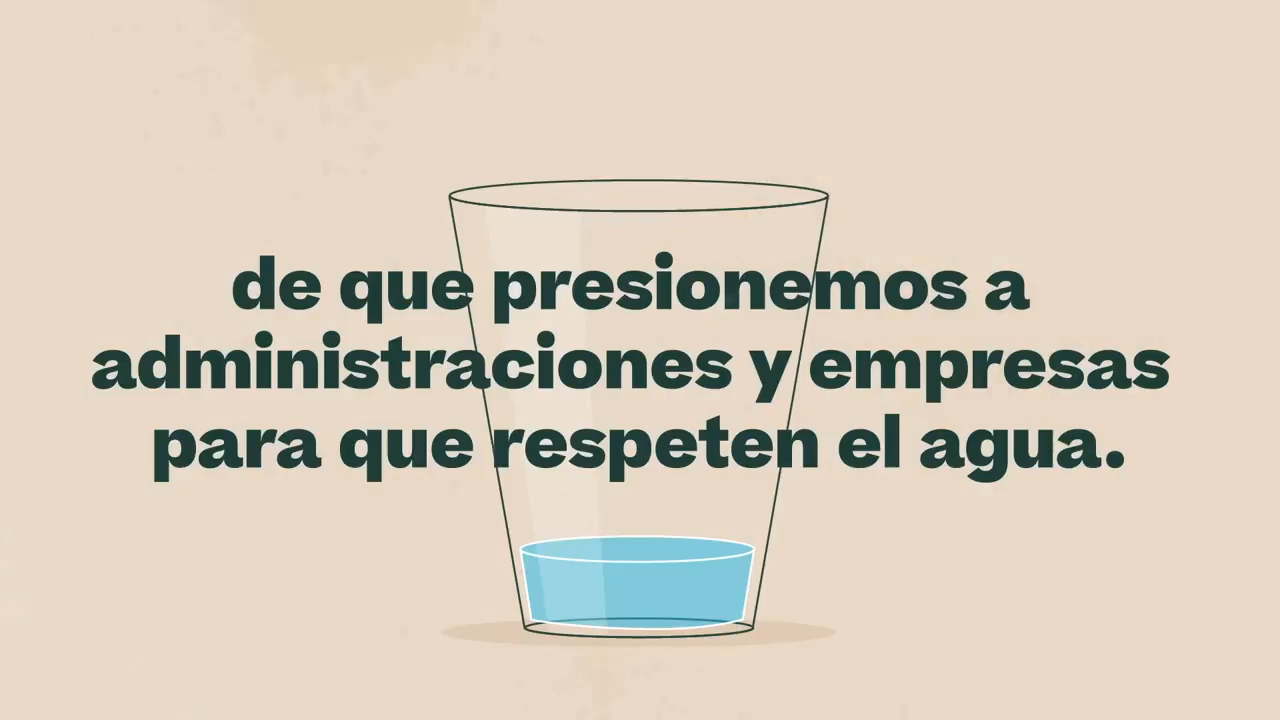 de que presionemos a
administraciones y empresas
para que respeten el agua.